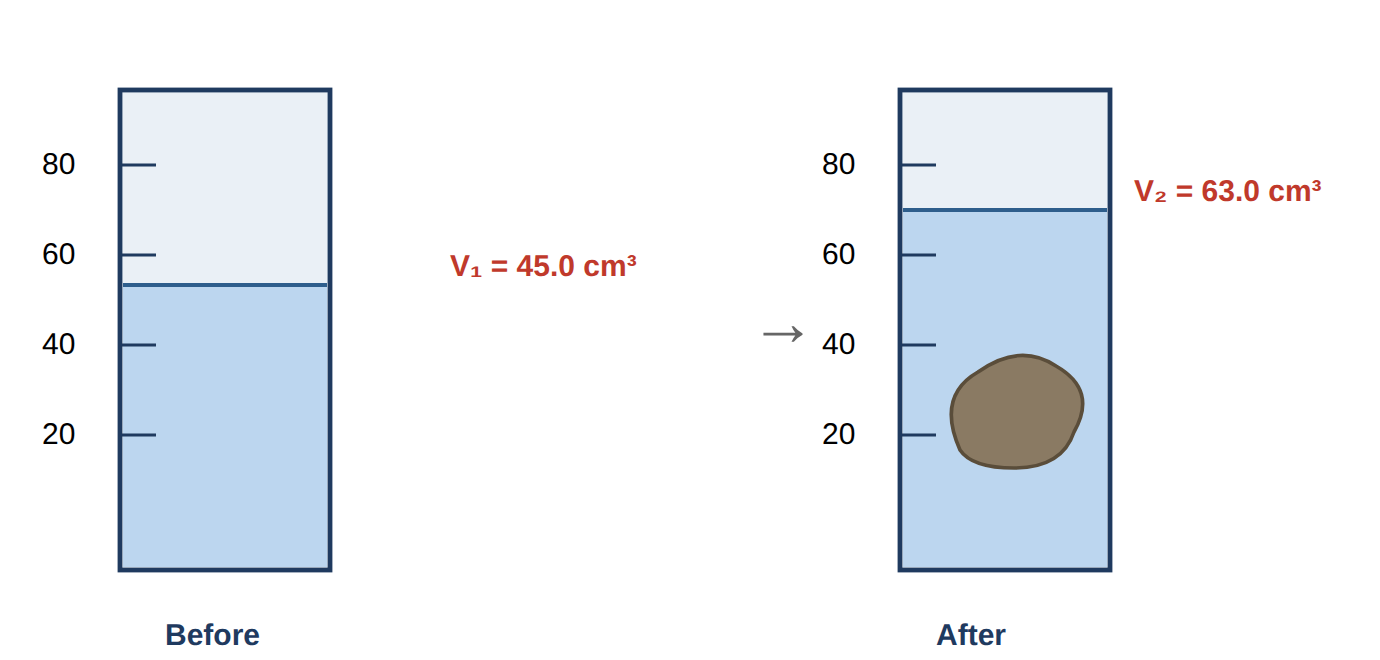 80
60
40
20
V₁ = 45.0 cm³
Before
→
80
60
40
20
V₂ = 63.0 cm³
After